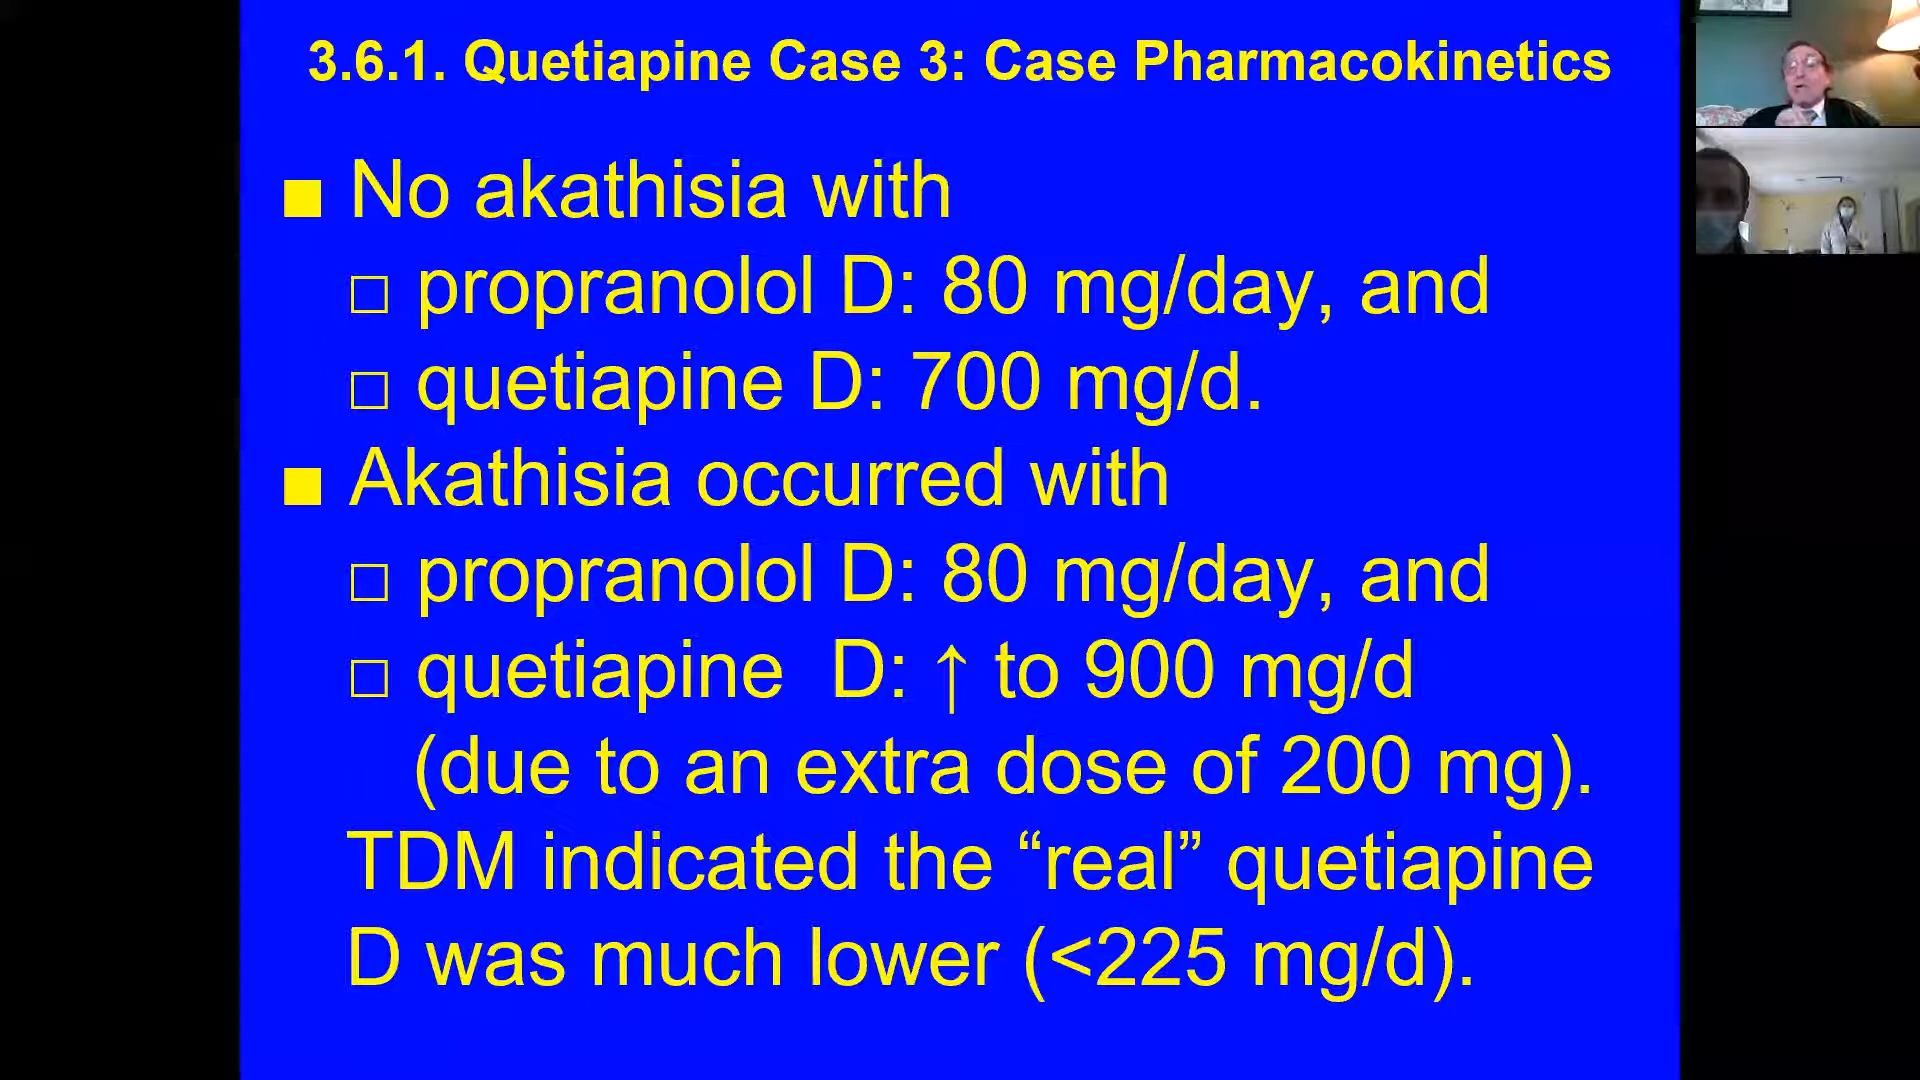 3.6.1. Quetiapine Case 3: Case Pharmacokinetics
■ No akathisia with
□ propranolol D: 80 mg/day, and
□ quetiapine D: 700 mg/d.
■ Akathisia occurred with
□ propranolol D: 80 mg/day, and
□ quetiapine  D: ↑ to 900 mg/d
(due to an extra dose of 200 mg).
TDM indicated the “real” quetiapine
D was much lower (<225 mg/d).